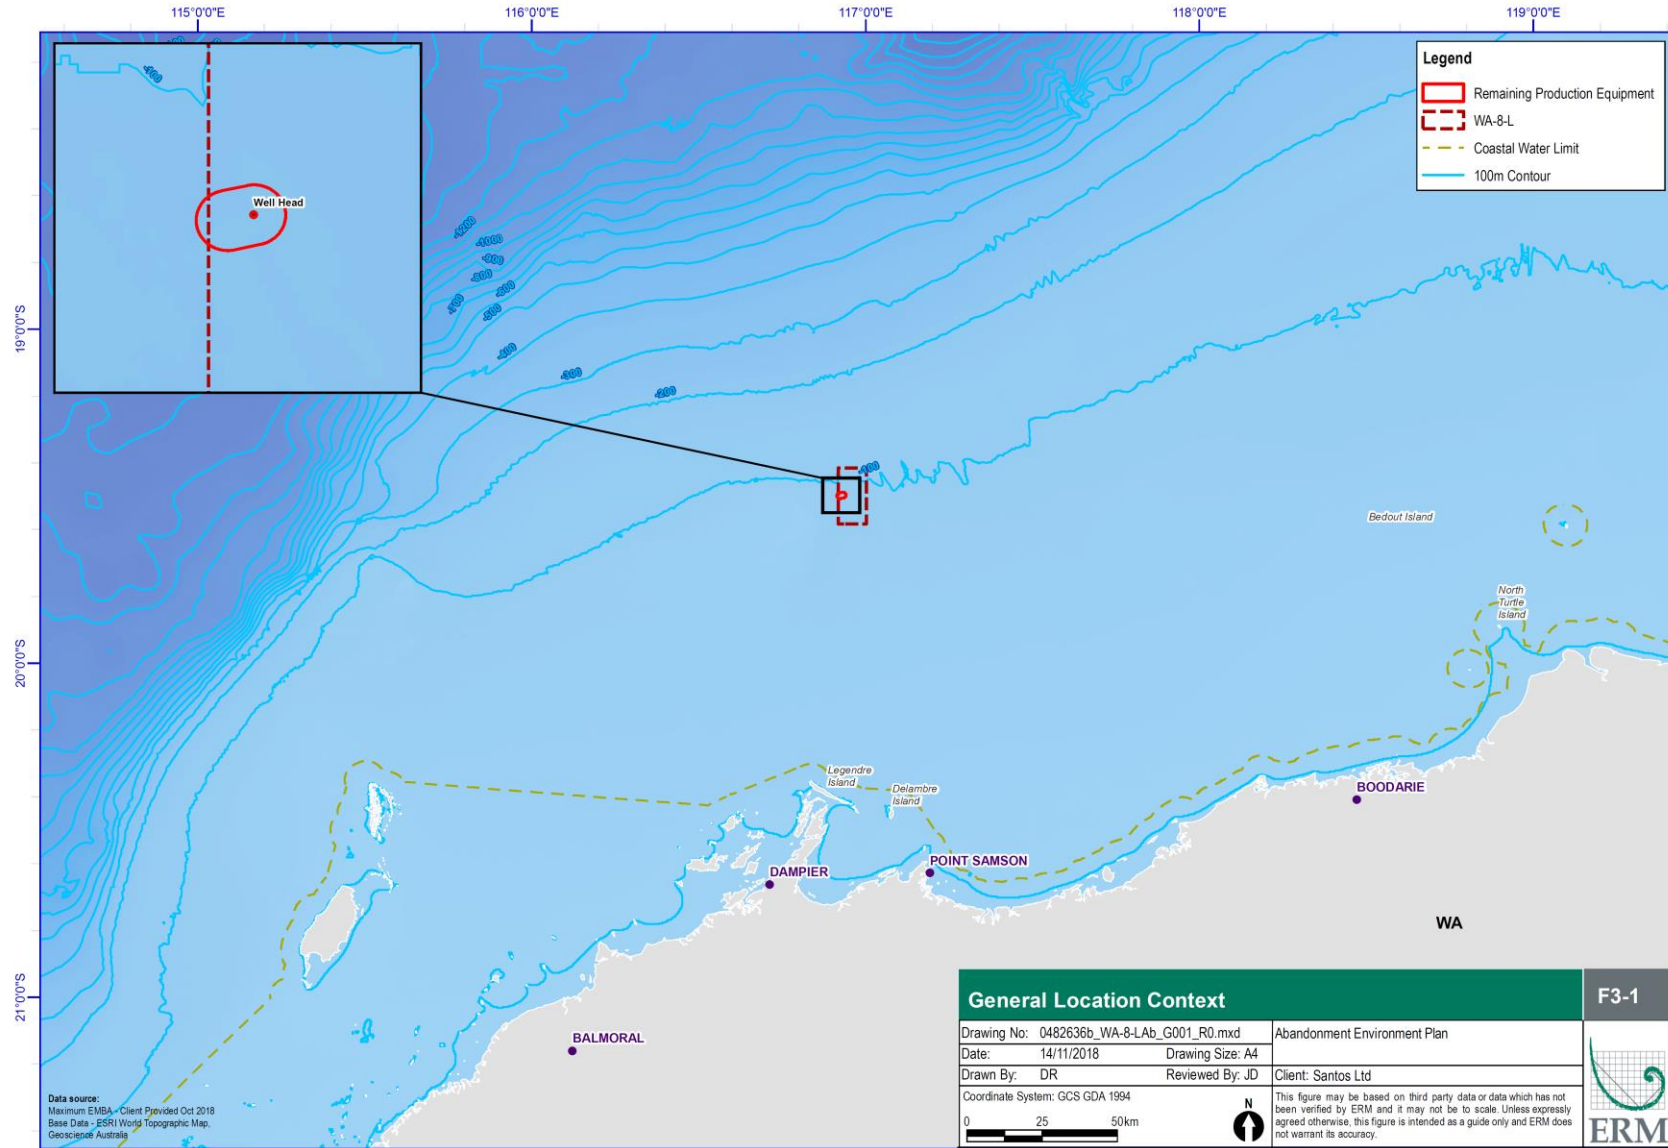 115°0'0"E
116°0'0"E
117°0'0"E
118°0'0"E
119°0'0"E
19°0'0"S
20°0'0"S
21°0'0"S
Legend
Remaining Production Equipment
WA-8-L
Coastal Water Limit
100m Contour
Well Head
-1200
-1000
-900
-800
-700
-600
-500
-400
-300
-200
-100
Bedout Island
North
Turtle
Island
Legendre
Island
Delambre
Island
BOODARIE
POINT SAMSON
DAMPIER
BALMORAL
WA
Data source:
Maximum EMBA - Client Provided Oct 2018
Base Data - ESRI World Topographic Map,
Geoscience Australia
General Location Context
F3-1
Drawing No: 0482636b_WA-8-LAb_G001_R0.mxd
Date: 14/11/2018 Drawing Size: A4
Drawn By: DR Reviewed By: JD
Coordinate System: GCS GDA 1994
0 25 50km
N
Abandonment Environment Plan
Client: Santos Ltd
This figure may be based on third party data or data which has not
been verified by ERM and it may not be to scale. Unless expressly
agreed otherwise, this figure is intended as a guide only and ERM does
not warrant its accuracy.
ERM